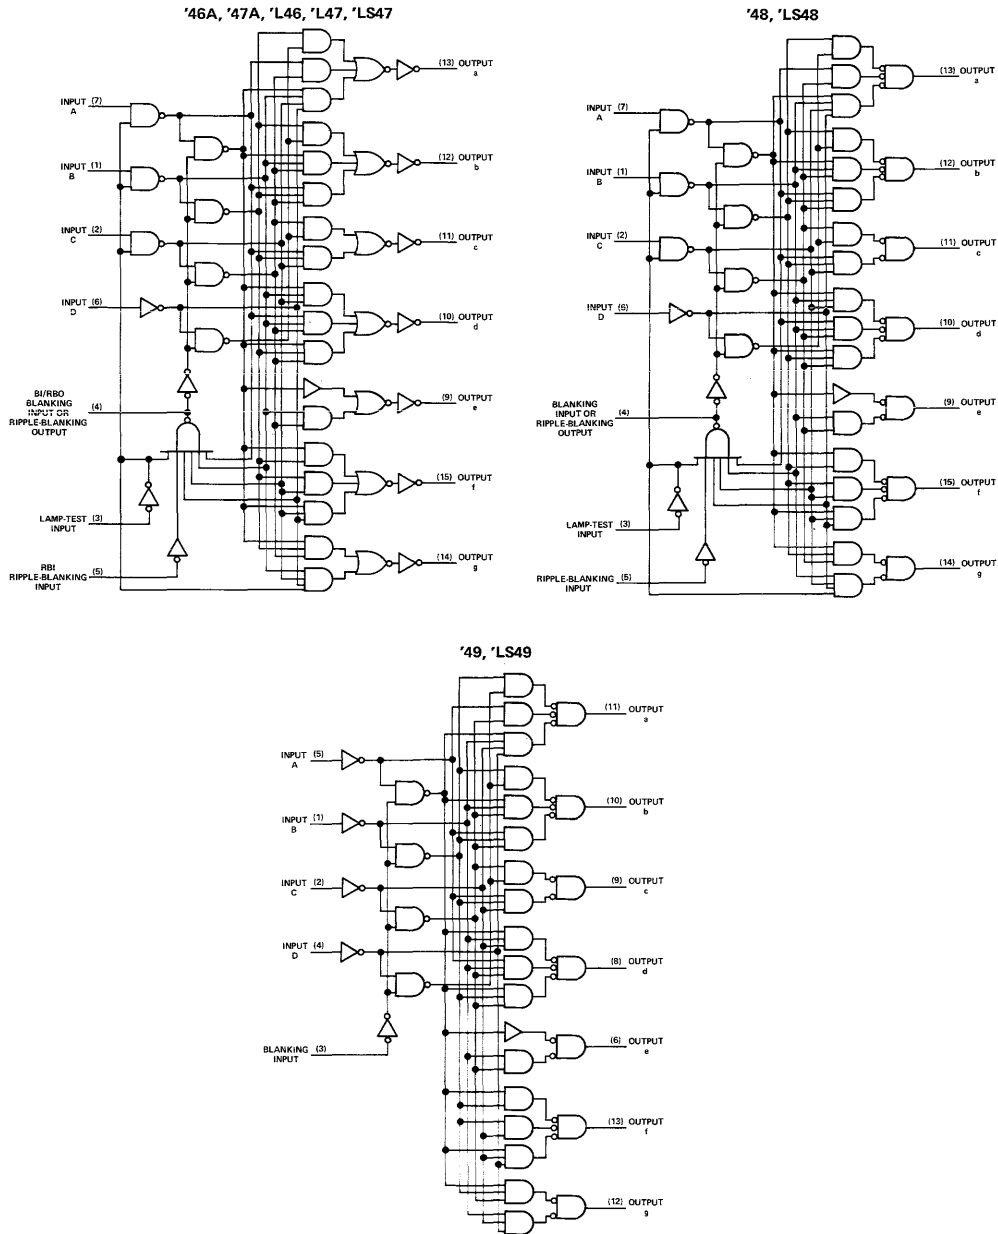 '46A, '47A, 'L46, 'L47, 'LS47
(13) OUTPUT
a
INPUT (7)
A
(12) OUTPUT
b
INPUT (1)
B
INPUT (2)
C
(11) OUTPUT
c
INPUT (6)
D
(10) OUTPUT
d
BI/RBO
BLANKING
INPUT OR
RIPPLE-BLANKING
OUTPUT
(4)
(9) OUTPUT
e
(15) OUTPUT
f
LAMP-TEST (3)
INPUT
(14) OUTPUT
g
RBI
RIPPLE-BLANKING
INPUT
(5)
'48, 'LS48
(13) OUTPUT
a
INPUT (7)
A
(12) OUTPUT
b
INPUT (1)
B
INPUT (2)
C
(11) OUTPUT
c
INPUT (6)
D
(10) OUTPUT
d
BLANKING
INPUT OR
RIPPLE-BLANKING
OUTPUT
(4)
(9) OUTPUT
e
(15) OUTPUT
f
LAMP-TEST (3)
INPUT
(14) OUTPUT
g
RIPPLE-BLANKING (5)
INPUT
'49, 'LS49
(11) OUTPUT
a
INPUT (5)
A
(10) OUTPUT
b
INPUT (1)
B
INPUT (2)
C
(9) OUTPUT
c
INPUT (4)
D
(8) OUTPUT
d
BLANKING (3)
INPUT
(6) OUTPUT
e
(13) OUTPUT
f
(12) OUTPUT
g